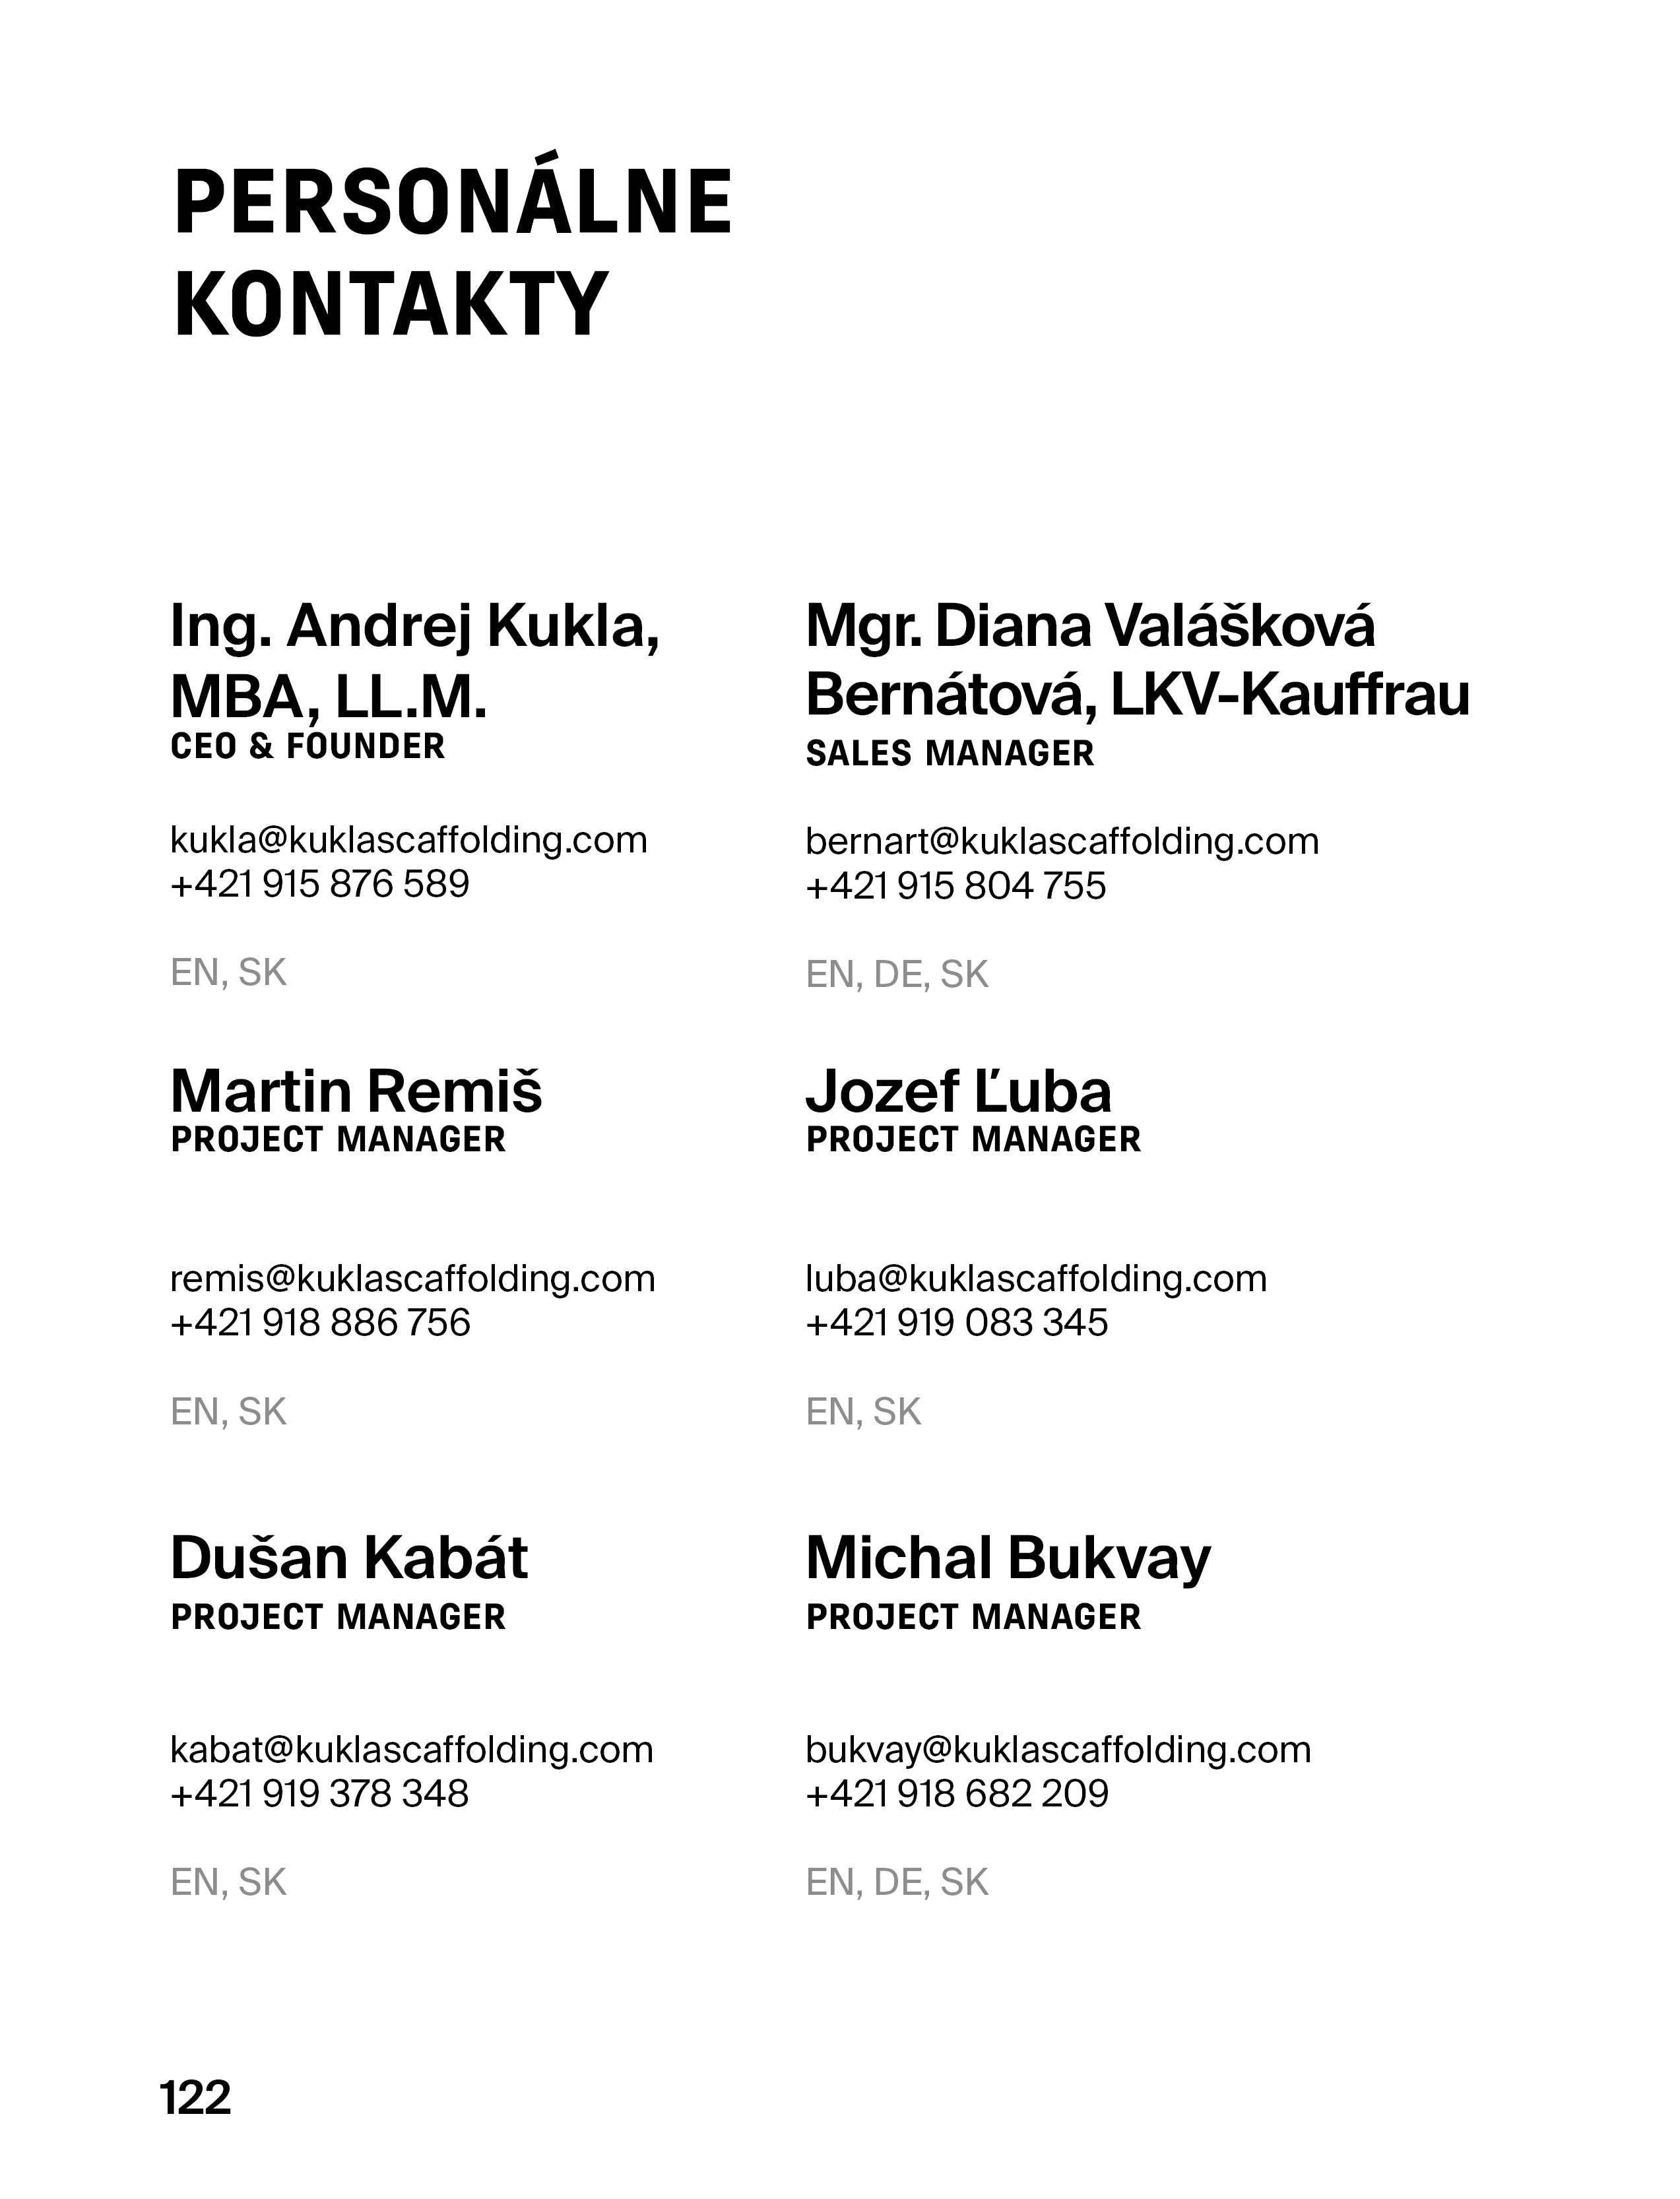 PERSONÁLNE
KONTAKTY
Ing. Andrej Kukla,
MBA, LL.M.
CEO & FOUNDER
kukla@kuklascaffolding.com
+421 915 876 589
EN, SK
Mgr. Diana Valášková
Bernátová, LKV-Kauffrau
SALES MANAGER
bernart@kuklascaffolding.com
+421 915 804 755
EN, DE, SK
Martin Remiš
PROJECT MANAGER
remis@kuklascaffolding.com
+421 918 886 756
EN, SK
Jozef Ľuba
PROJECT MANAGER
luba@kuklascaffolding.com
+421 919 083 345
EN, SK
Dušan Kabát
PROJECT MANAGER
kabat@kuklascaffolding.com
+421 919 378 348
EN, SK
Michal Bukvay
PROJECT MANAGER
bukvay@kuklascaffolding.com
+421 918 682 209
EN, DE, SK
122